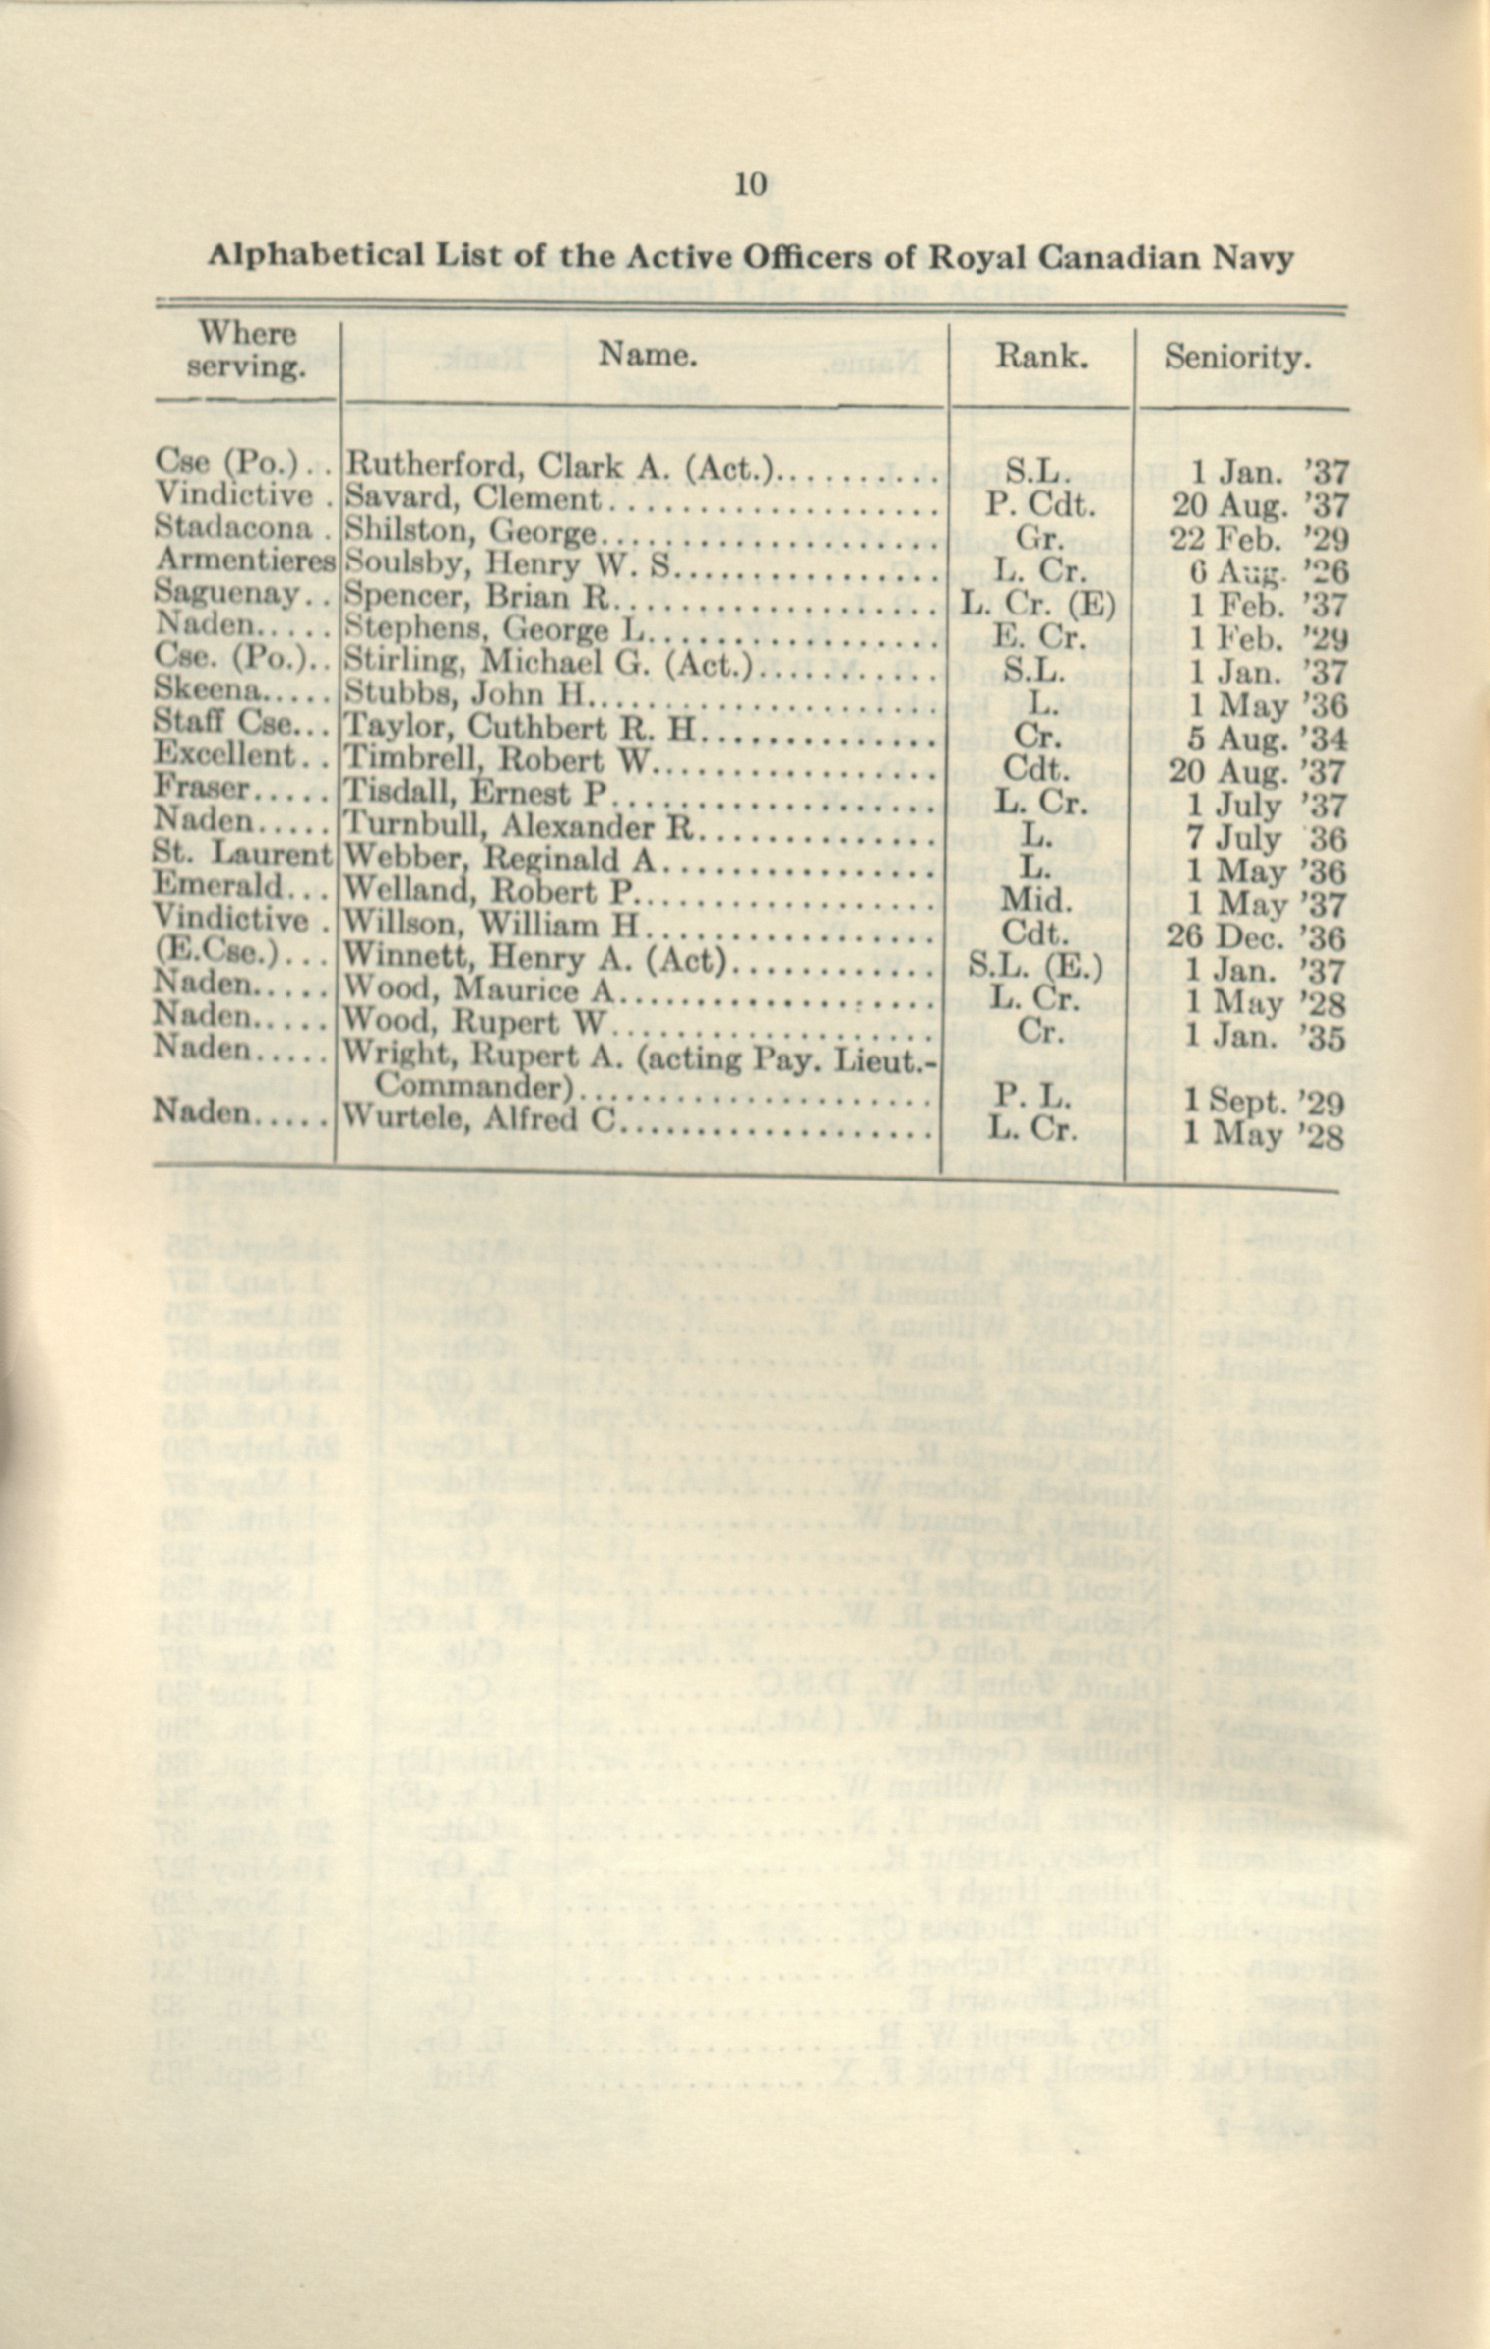 10
Alphabetical List of the Active Officers of Royal Canadian Navy
Where serving. Name. Rank. Seniority.
Cse (Po.).. Rutherford, Clark A. (Act.)........... S.L. 1 Jan. '37
Vindictive . Savard, Clement..................... P. Cdt. 20 Aug. '37
Stadacona . Shilston, George...................... Gr. 22 Feb. '29
Armentieres Soulsby, Henry W. S................. L. Cr. 6 Aug. '26
Saguenay.. Spencer, Brian R..................... L. Cr. (E) 1 Feb. '37
Naden..... Stephens, George L................... E. Cr. 1 Feb. '29
Cse. (Po.).. Stirling, Michael G. (Act.)............ S.L. 1 Jan. '37
Skeena..... Stubbs, John H....................... L. 1 May '36
Staff Cse... Taylor, Cuthbert R. H............... Cr. 5 Aug. '34
Excellent.. Timbrell, Robert W................... Cdt. 20 Aug. '37
Fraser..... Tisdall, Ernest P..................... L. Cr. 1 July '37
Naden..... Turnbull, Alexander R................ L. 7 July 36
St. Laurent Webber, Reginald A.................. L. 1 May '36
Emerald... Welland, Robert P.................... Mid. 1 May '37
Vindictive . Willson, William H................... Cdt. 26 Dec. '36
(E.Cse.)... Winnett, Henry A. (Act)............. S.L. (E.) 1 Jan. '37
Naden..... Wood, Maurice A..................... L. Cr. 1 May '28
Naden..... Wood, Rupert W..................... Cr. 1 Jan. '35
Naden..... Wright, Rupert A. (acting Pay. Lieut.-
Commander)....................... P. L. 1 Sept. '29
Naden..... Wurtele, Alfred C.................... L. Cr. 1 May '28